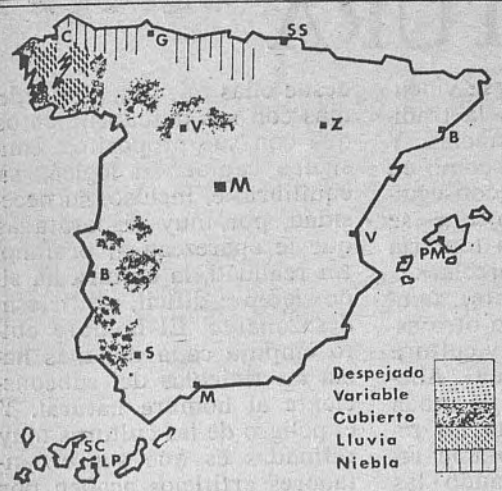 C
G
SS
V
Z
B
M
V
PM
B
S
M
SC
LP
Despejado
Variable
Cubierto
Lluvia
Niebla